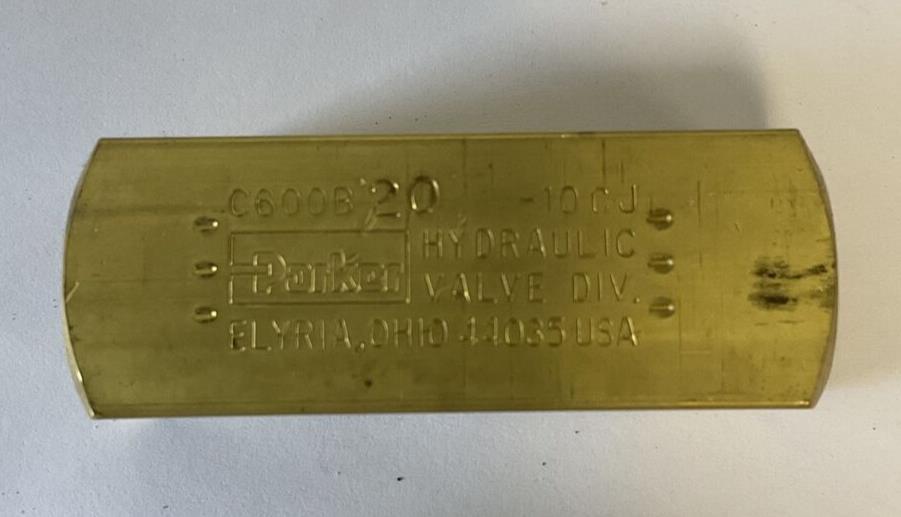 C600B 20 -10CJ
Parker HYDRAULIC
VALVE DIV.
ELYRIA, OHIO 44035 USA